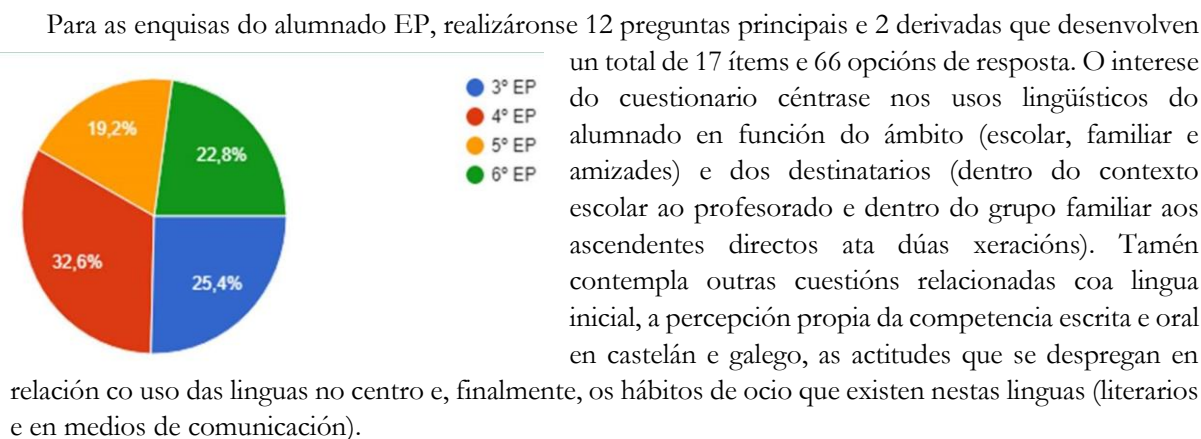 Para as enquisas do alumnado EP, realizáronse 12 preguntas principais e 2 derivadas que desenvolven
un total de 17 ítems e 66 opcións de resposta. O interese
do cuestionario céntrase nos usos lingüísticos do
alumnado en función do ámbito (escolar, familiar e
amizades) e dos destinatarios (dentro do contexto
escolar ao profesorado e dentro do grupo familiar aos
ascendentes directos ata dúas xeracións). Tamén
contempla outras cuestións relacionadas coa lingua
inicial, a percepción propia da competencia escrita e oral
en castelán e galego, as actitudes que se despregan en
relación co uso das linguas no centro e, finalmente, os hábitos de ocio que existen nestas linguas (literarios
e en medios de comunicación).
3º EP
4º EP
5º EP
6º EP
19,2%
22,8%
32,6%
25,4%